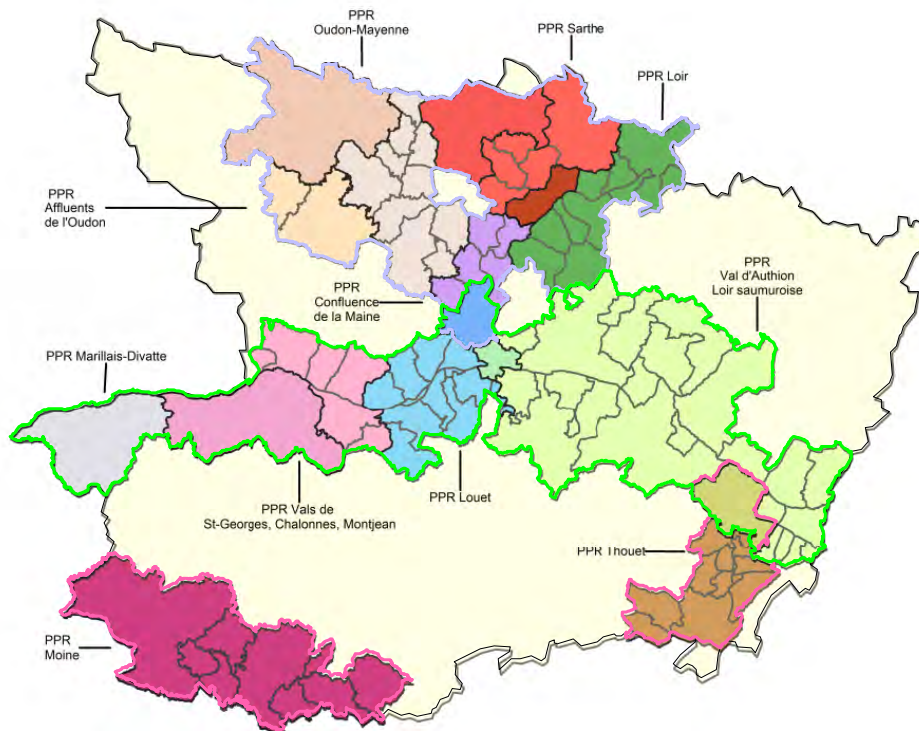 PPR
Oudon-Mayenne
PPR Sarthe
PPR Loir
PPR
Affluents
de l'Oudon
PPR
Val d'Authion
Loir saumuroise
PPR
Confluence
de la Maine
PPR Marillais-Divatte
PPR Vals de
St-Georges, Chalonnes, Montjean
PPR Louet
PPR Thouet
PPR
Moine